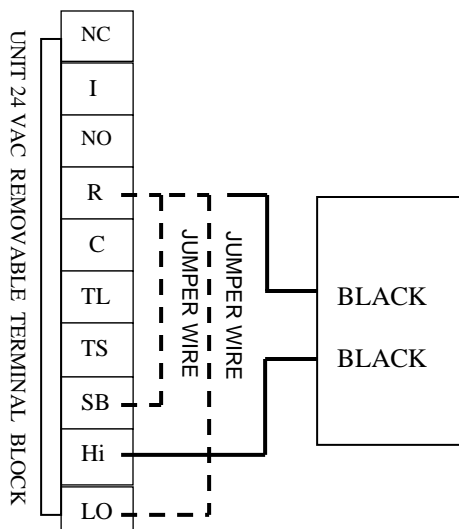 UNIT 24 VAC REMOVABLE TERMINAL BLOCK
NC
I
NO
R
C
TL
TS
SB
Hi
LO
JUMPER WIRE
JUMPER WIRE
BLACK
BLACK